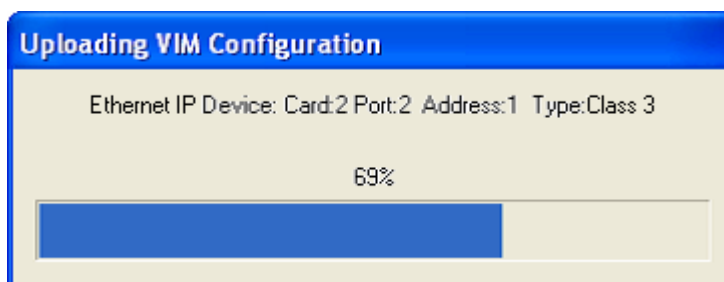 Uploading VIM Configuration
Ethernet IP Device: Card:2 Port:2 Address:1 Type:Class 3
69%